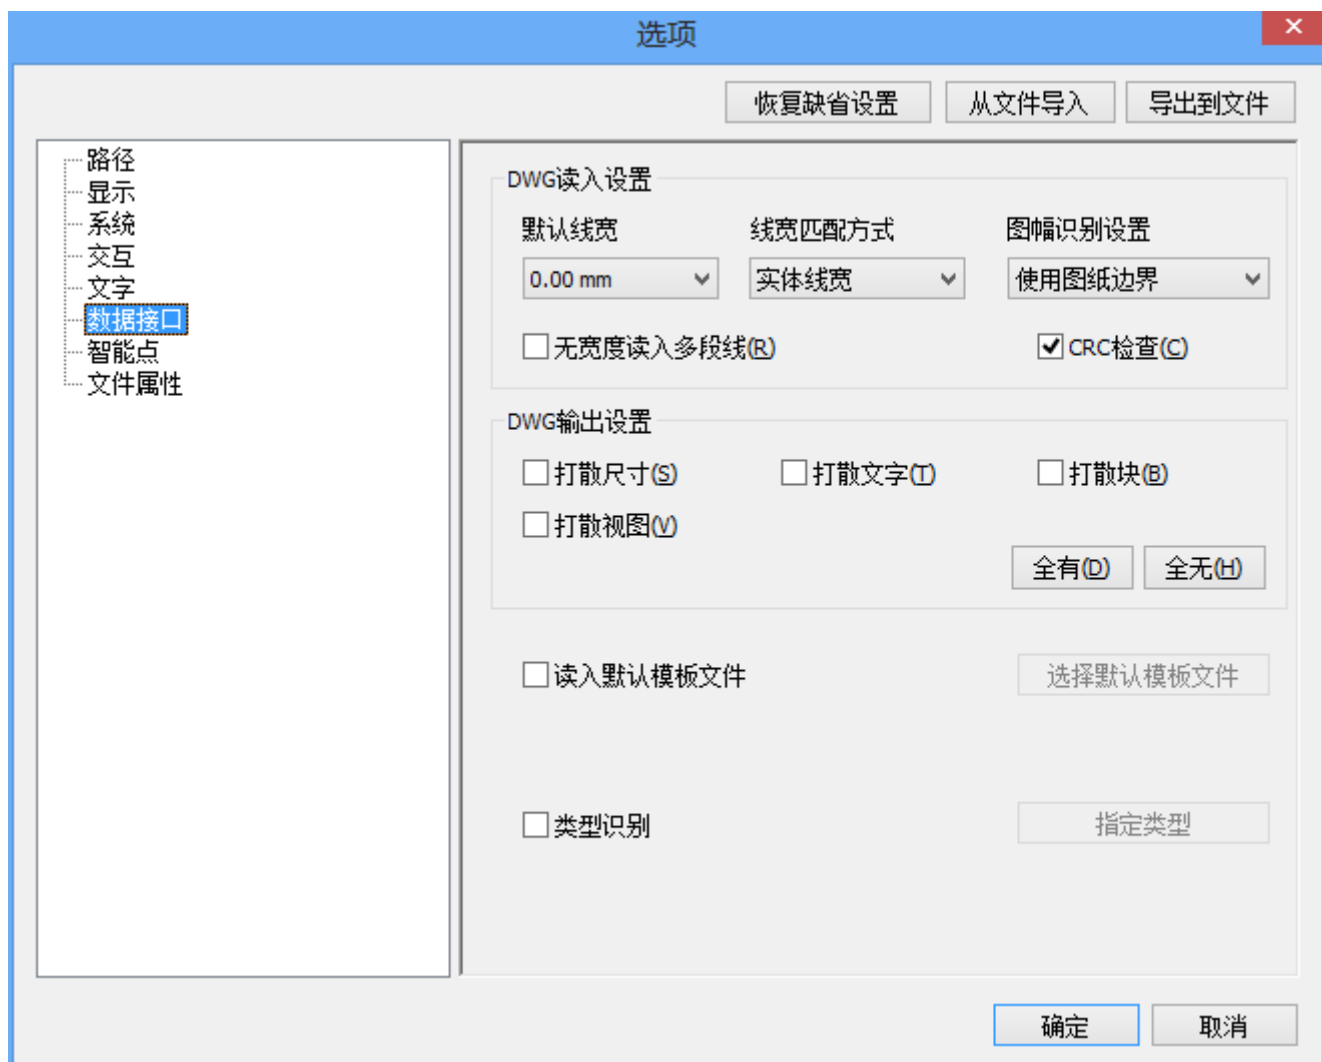 选项
恢复缺省设置 从文件导入 导出到文件
路径
显示
系统
交互
文字
数据接口
智能点
文件属性
DWG读入设置
默认线宽 线宽匹配方式 图幅识别设置
0.00 mm 实体线宽 使用图纸边界
无宽度读入多段线(R) CRC检查(C)
DWG输出设置
打散尺寸(S) 打散文字(T) 打散块(B)
打散视图(V)
全有(D) 全无(H)
读入默认模板文件 选择默认模板文件
类型识别 指定类型
确定 取消